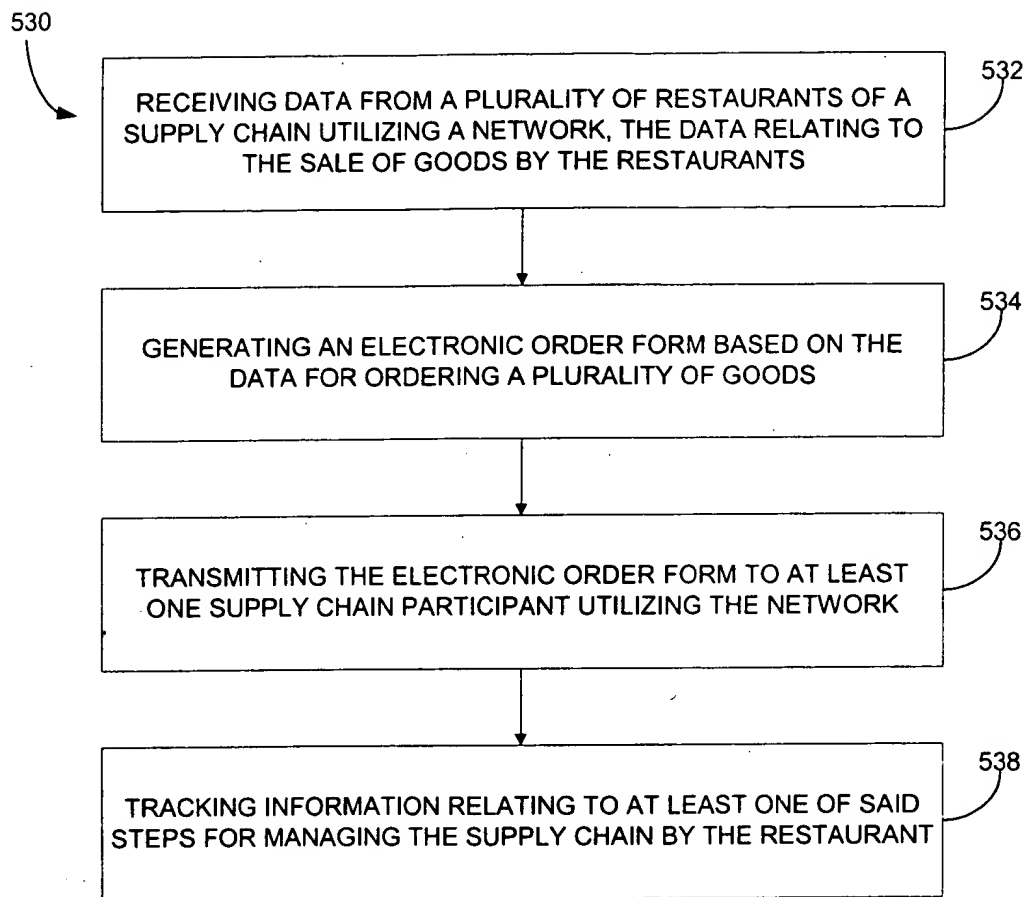 530
532
RECEIVING DATA FROM A PLURALITY OF RESTAURANTS OF A
SUPPLY CHAIN UTILIZING A NETWORK, THE DATA RELATING TO
THE SALE OF GOODS BY THE RESTAURANTS
534
GENERATING AN ELECTRONIC ORDER FORM BASED ON THE
DATA FOR ORDERING A PLURALITY OF GOODS
536
TRANSMITTING THE ELECTRONIC ORDER FORM TO AT LEAST
ONE SUPPLY CHAIN PARTICIPANT UTILIZING THE NETWORK
538
TRACKING INFORMATION RELATING TO AT LEAST ONE OF SAID
STEPS FOR MANAGING THE SUPPLY CHAIN BY THE RESTAURANT